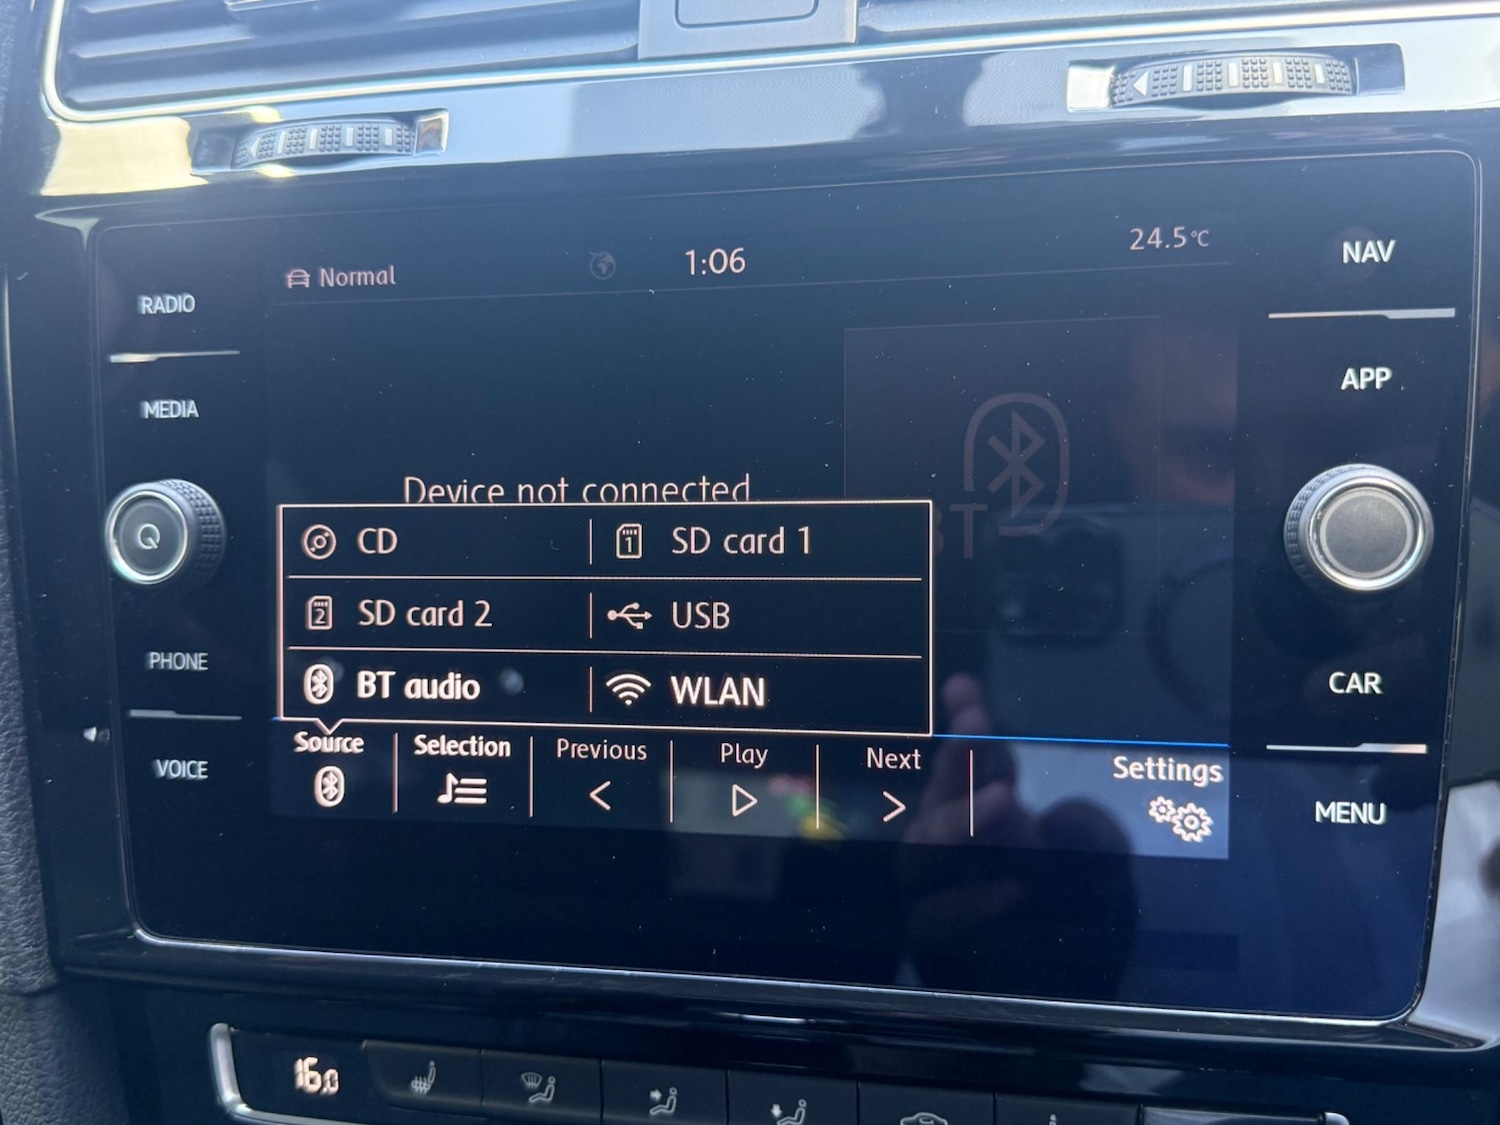 Normal
1:06
24.5°C
RADIO
MEDIA
PHONE
VOICE
NAV
APP
CAR
MENU
Device not connected
BT
CD
SD card 1
SD card 2
USB
BT audio
WLAN
Source
Selection
Previous
Play
Next
Settings
16.0